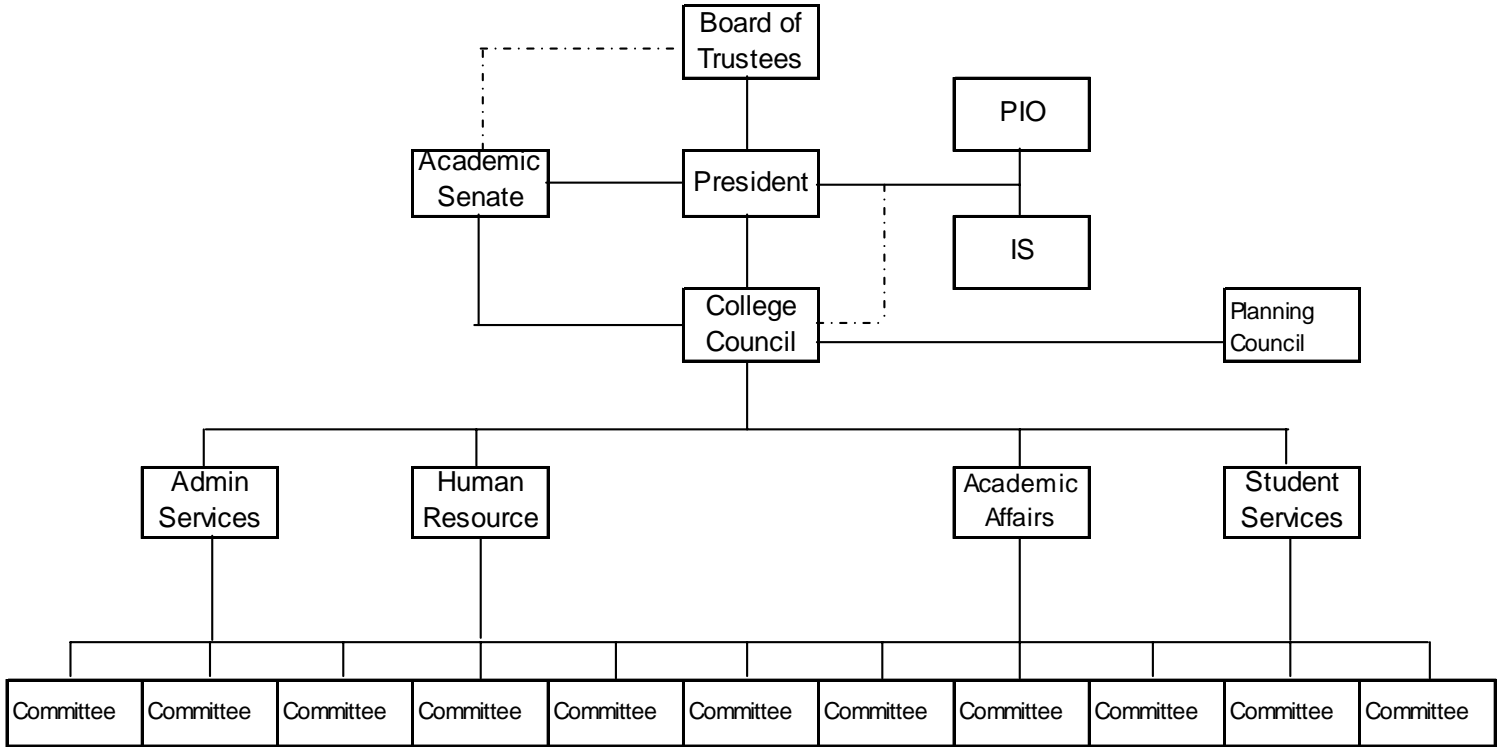 Board of
Trustees
PIO
Academic
Senate
President
IS
College
Council
Planning
Council
Admin
Services
Human
Resource
Academic
Affairs
Student
Services
Committee
Committee
Committee
Committee
Committee
Committee
Committee
Committee
Committee
Committee
Committee